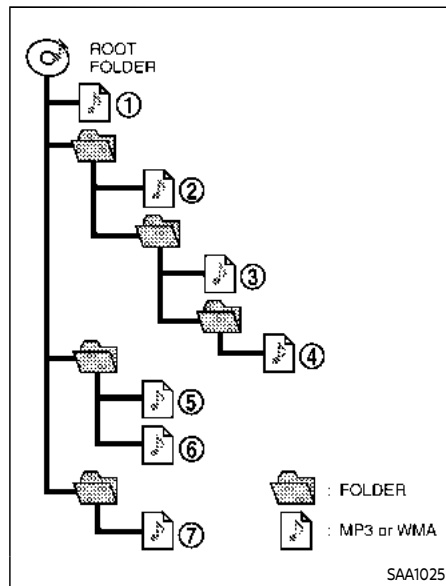 ROOT
FOLDER
①
②
③
④
⑤
⑥
⑦
: FOLDER
: MP3 or WMA
SAA1025